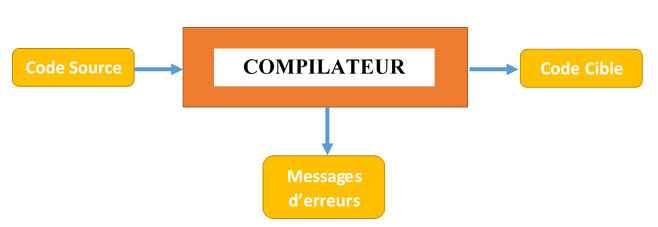 Code Source
COMPILATEUR
Code Cible
Messages
d’erreurs